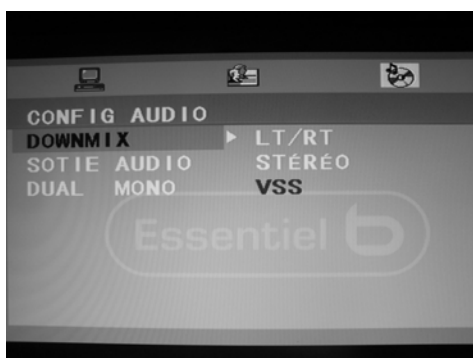 CONFIG AUDIO
DOWNMIX LT/RT
SOTIE AUDIO STÉRÉO
DUAL MONO VSS
Essentiel b